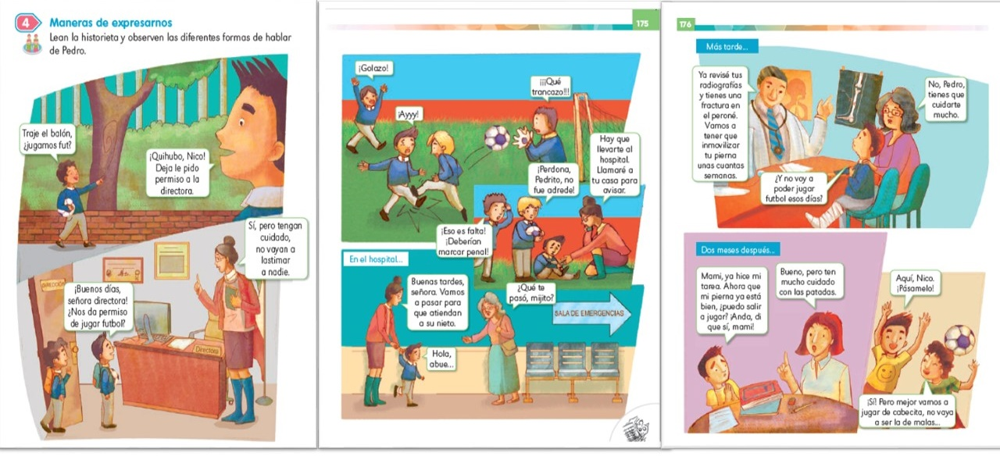 4
Maneras de expresarnos
Lean la historieta y observen las diferentes formas de hablar
de Pedro.
Traje el balón,
¿jugamos fut?
¡Quihubo, Nico!
Deja le pido
permiso a la
directora.
DIRECCIÓN
¡Buenos días,
señora directora!
¿Nos da permiso
de jugar futbol?
Sí, pero tengan
cuidado,
no vayan a
lastimar
a nadie.
Directora
175
¡Golazo!
¡Ayyy!
¡¡¡Qué
trancazo!!!
¡Perdona,
Pedrito, no
fue adrede!
Hay que
llevarte al
hospital.
Llamaré a
tu casa para
avisar.
¡Eso es falta!
¡Deberían
marcar penal!
En el hospital...
Buenas tardes,
señora. Vamos
a pasar para
que atiendan
a su nieto.
¿Qué te
pasó, mijito?
Hola,
abue...
SALA DE EMERGENCIAS
176
Más tarde...
Ya revisé tus
radiografías
y tienes una
fractura en
el peroné.
Vamos a
tener que
inmovilizar
tu pierna
unas cuantas
semanas.
¿Y no voy a
poder jugar
futbol esos días?
No, Pedro,
tienes que
cuidarte
mucho.
Dos meses después...
Mami, ya hice mi
tarea. Ahora que
mi pierna ya está
bien, ¿puedo salir
a jugar? ¡Anda, di
que sí, mami!
Bueno, pero ten
mucho cuidado
con las patadas.
Aquí, Nico.
¡Pásamelo!
¡Sí! Pero mejor vamos a
jugar de cabecita, no vaya
a ser la de malas...